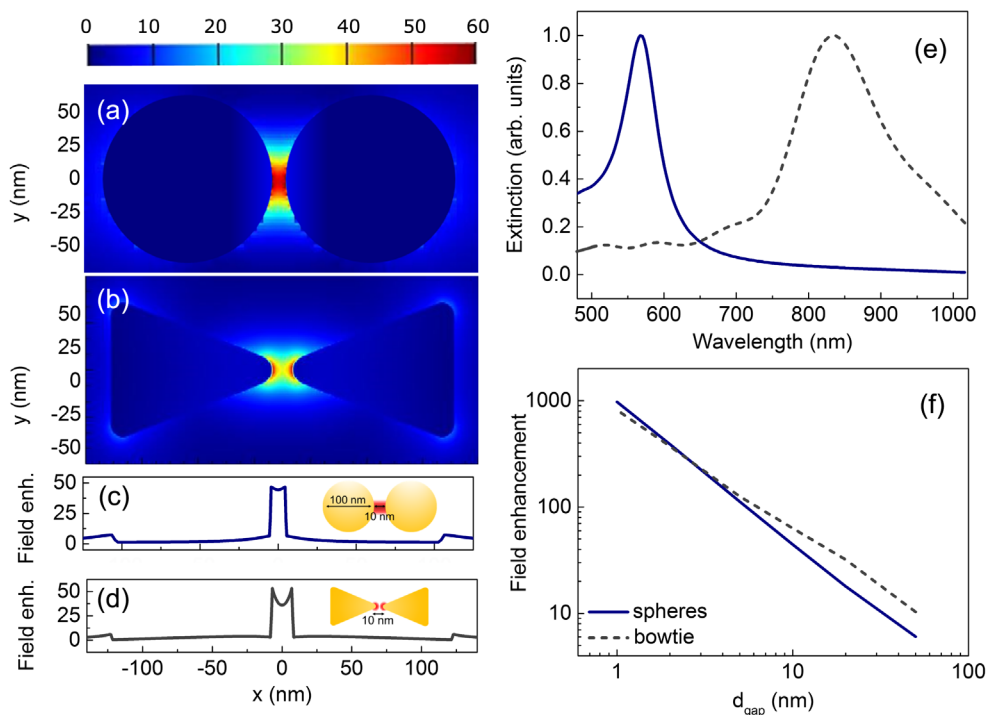 0 10 20 30 40 50 60
(a)
50
25
0
-25
-50
y (nm)
(b)
50
25
0
-25
-50
y (nm)
(c)
50
25
0
Field enh.
100 nm
10 nm
(d)
50
25
0
Field enh.
10 nm
-100 -50 0 50 100
x (nm)
(e)
1.0
0.8
0.6
0.4
0.2
0.0
Extinction (arb. units)
500 600 700 800 900 1000
Wavelength (nm)
(f)
1000
100
10
Field enhancement
spheres
bowtie
1 10 100
d_gap (nm)